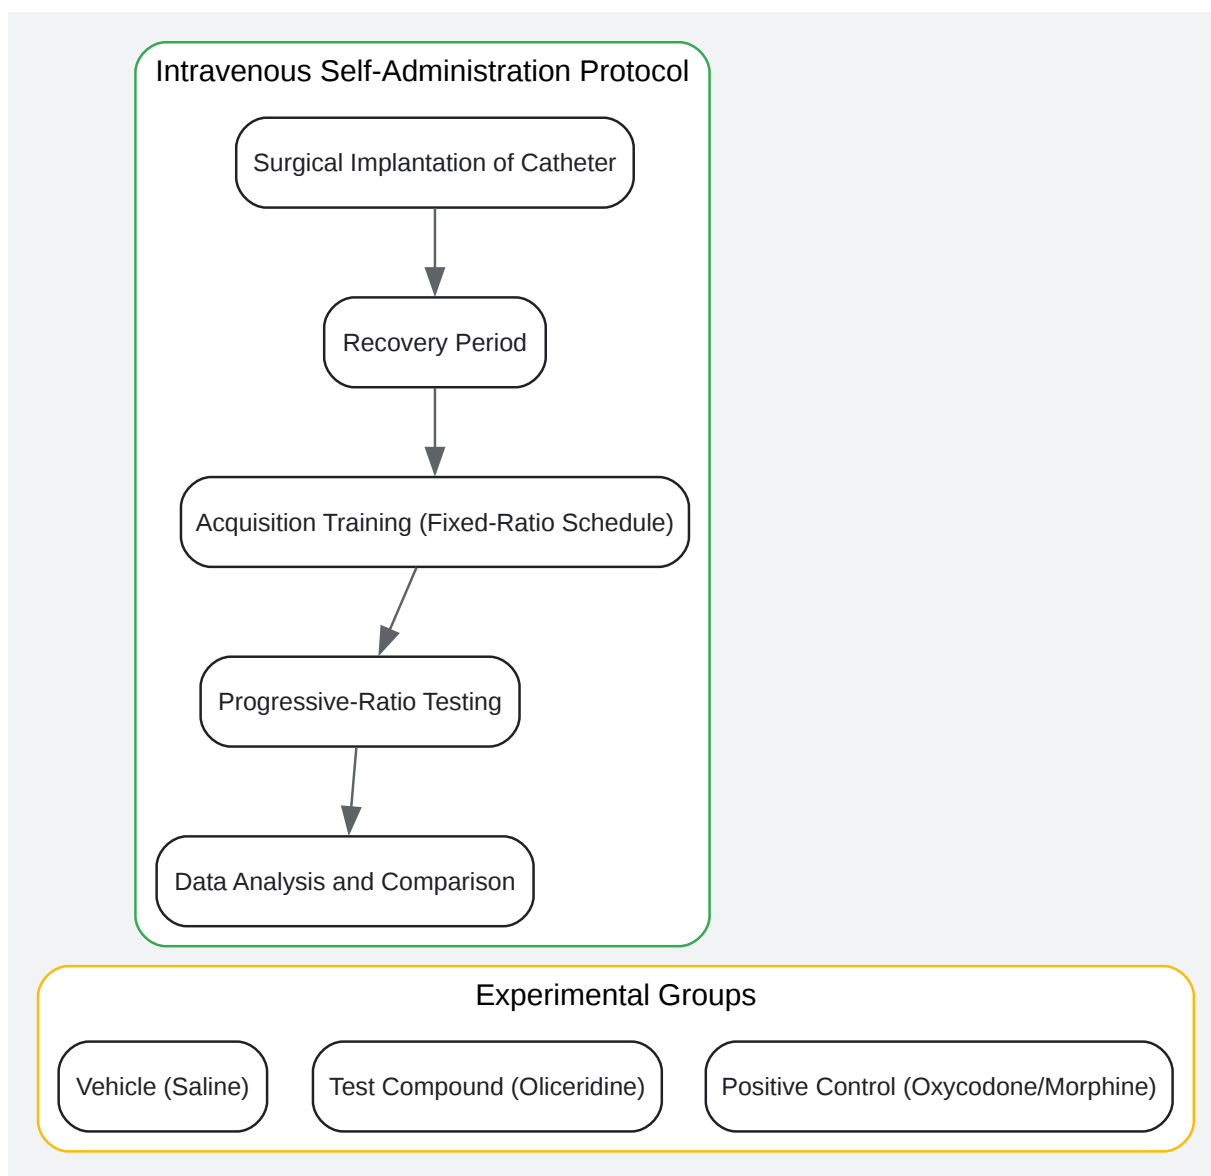 Intravenous Self-Administration Protocol
Surgical Implantation of Catheter
Recovery Period
Acquisition Training (Fixed-Ratio Schedule)
Progressive-Ratio Testing
Data Analysis and Comparison
Experimental Groups
Vehicle (Saline)
Test Compound (Oliceridine)
Positive Control (Oxycodone/Morphine)